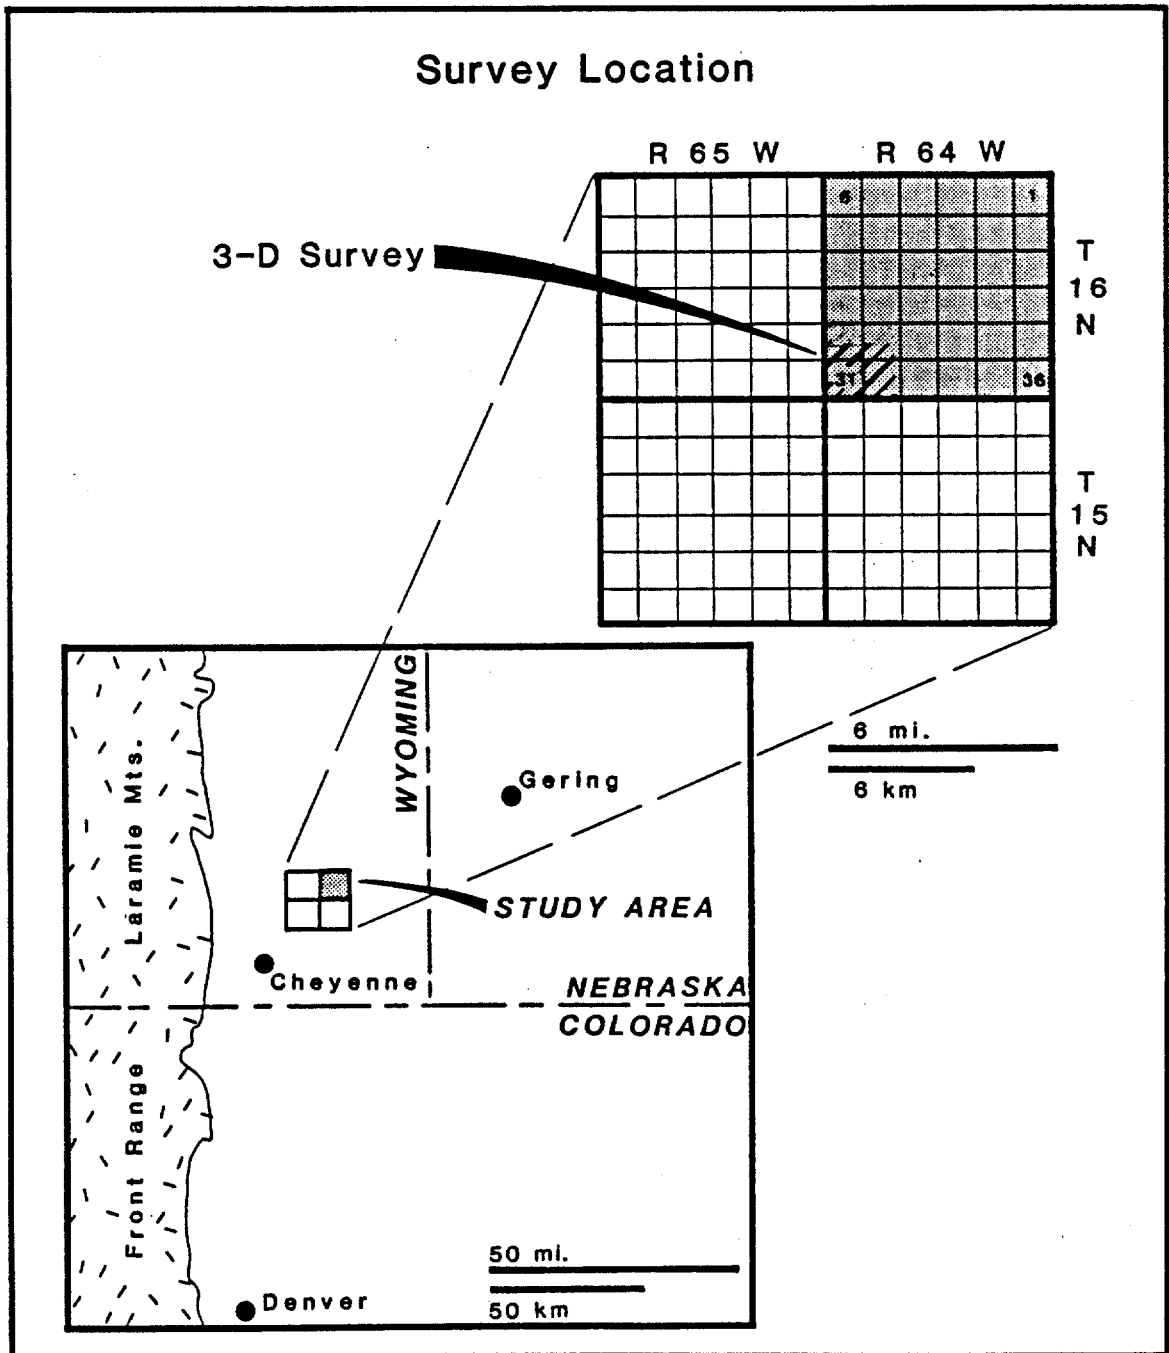 Survey Location
R 65 W
R 64 W
6
1
3-D Survey
T
16
N
31
36
T
15
N
6 mi.
6 km
WYOMING
Laramie Mts.
Gering
STUDY AREA
Cheyenne
NEBRASKA
COLORADO
Front Range
50 mi.
50 km
Denver